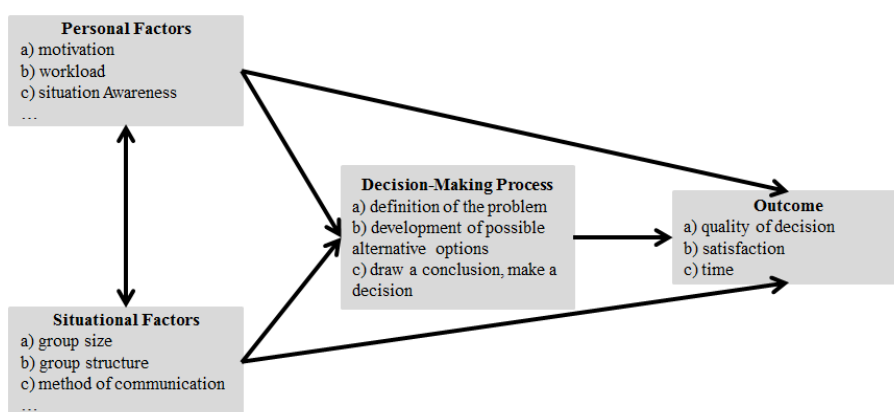 Personal Factors
a) motivation
b) workload
c) situation Awareness
…
Decision-Making Process
a) definition of the problem
b) development of possible
alternative options
c) draw a conclusion, make a
decision
Outcome
a) quality of decision
b) satisfaction
c) time
Situational Factors
a) group size
b) group structure
c) method of communication
…